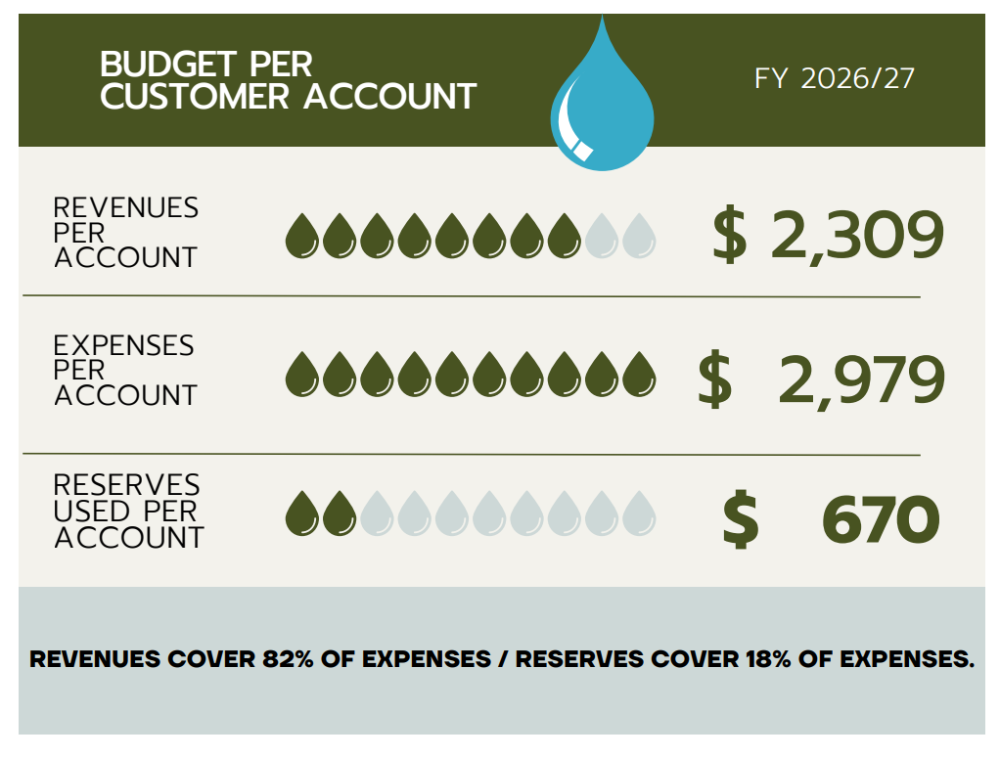 BUDGET PER
CUSTOMER ACCOUNT
FY 2026/27
REVENUES
PER
ACCOUNT
$ 2,309
EXPENSES
PER
ACCOUNT
$ 2,979
RESERVES
USED PER
ACCOUNT
$ 670
REVENUES COVER 82% OF EXPENSES / RESERVES COVER 18% OF EXPENSES.